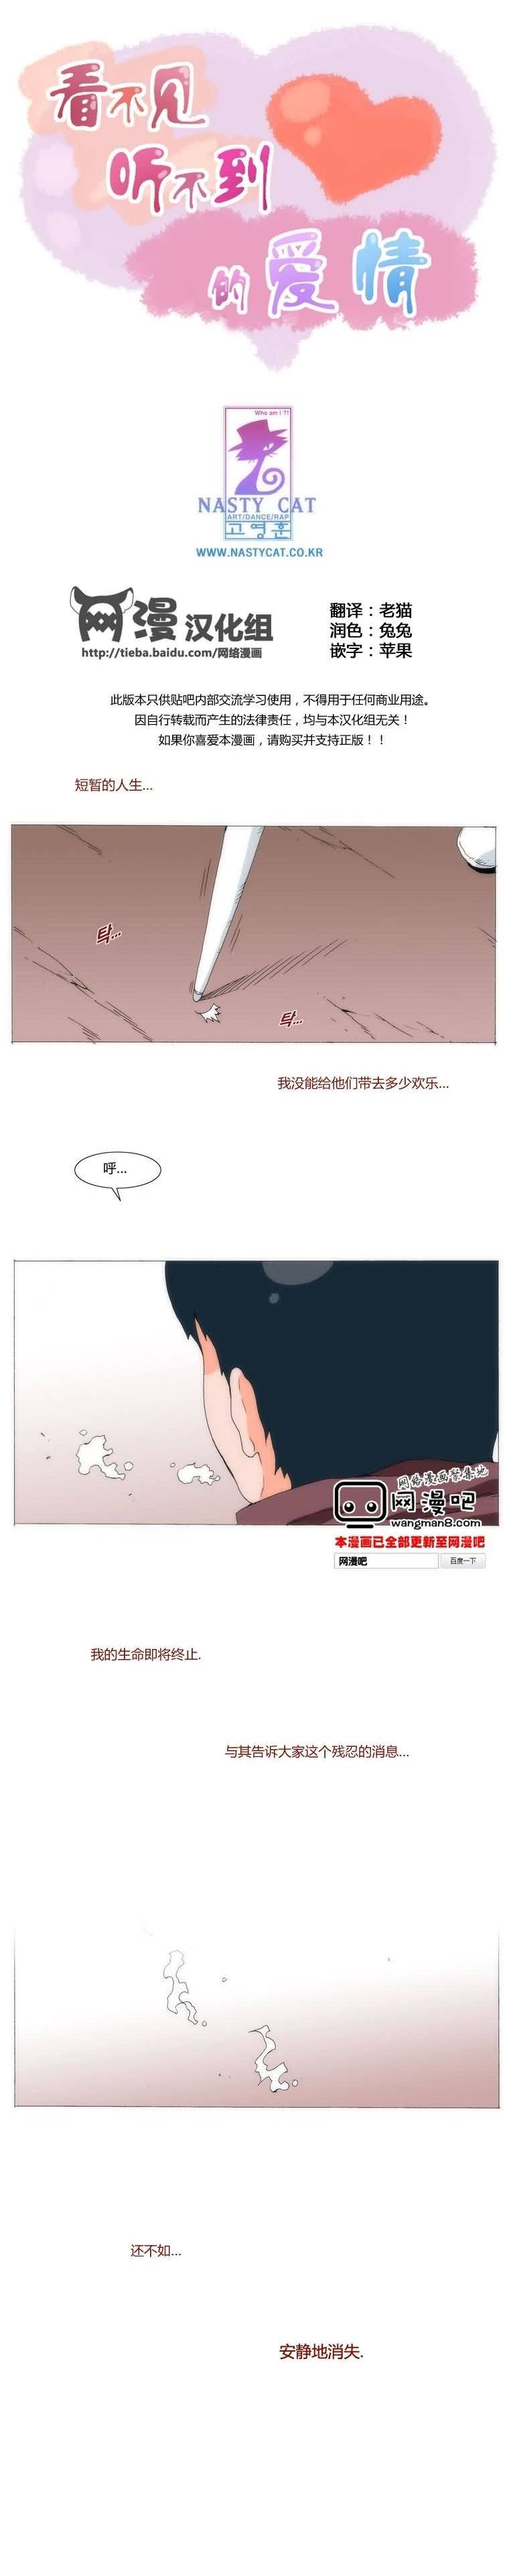 看不见
听不到
的爱情
Who am i ?!
NASTY CAT
ART/DANCE/RAP
고영훈
WWW.NASTYCAT.CO.KR
网漫汉化组
http://tieba.baidu.com/网络漫画
翻译：老猫
润色：兔兔
嵌字：苹果
此版本只供贴吧内部交流学习使用，不得用于任何商业用途。
因自行转载而产生的法律责任，均与本汉化组无关！
如果你喜爱本漫画，请购买并支持正版！！
短暂的人生...
탁...
탁...
我没能给他们带去多少欢乐...
呼...
网络漫画聚集地
网漫吧
wangman8.com
本漫画已全部更新至网漫吧
网漫吧
百度一下
我的生命即将终止.
与其告诉大家这个残忍的消息...
还不如...
安静地消失.